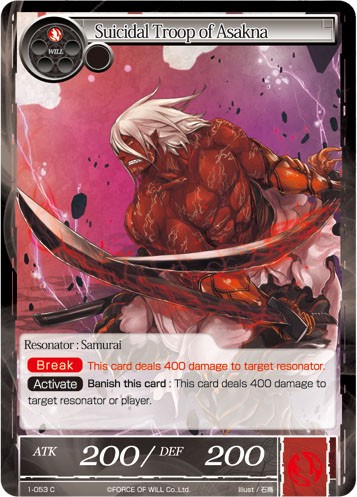 Suicidal Troop of Asakna
WILL
Resonator : Samurai
Break This card deals 400 damage to target resonator.
Activate Banish this card : This card deals 400 damage to
target resonator or player.
ATK 200 / DEF 200
1-053 C ©FORCE OF WILL Co.,Ltd. Illust / 石鳥